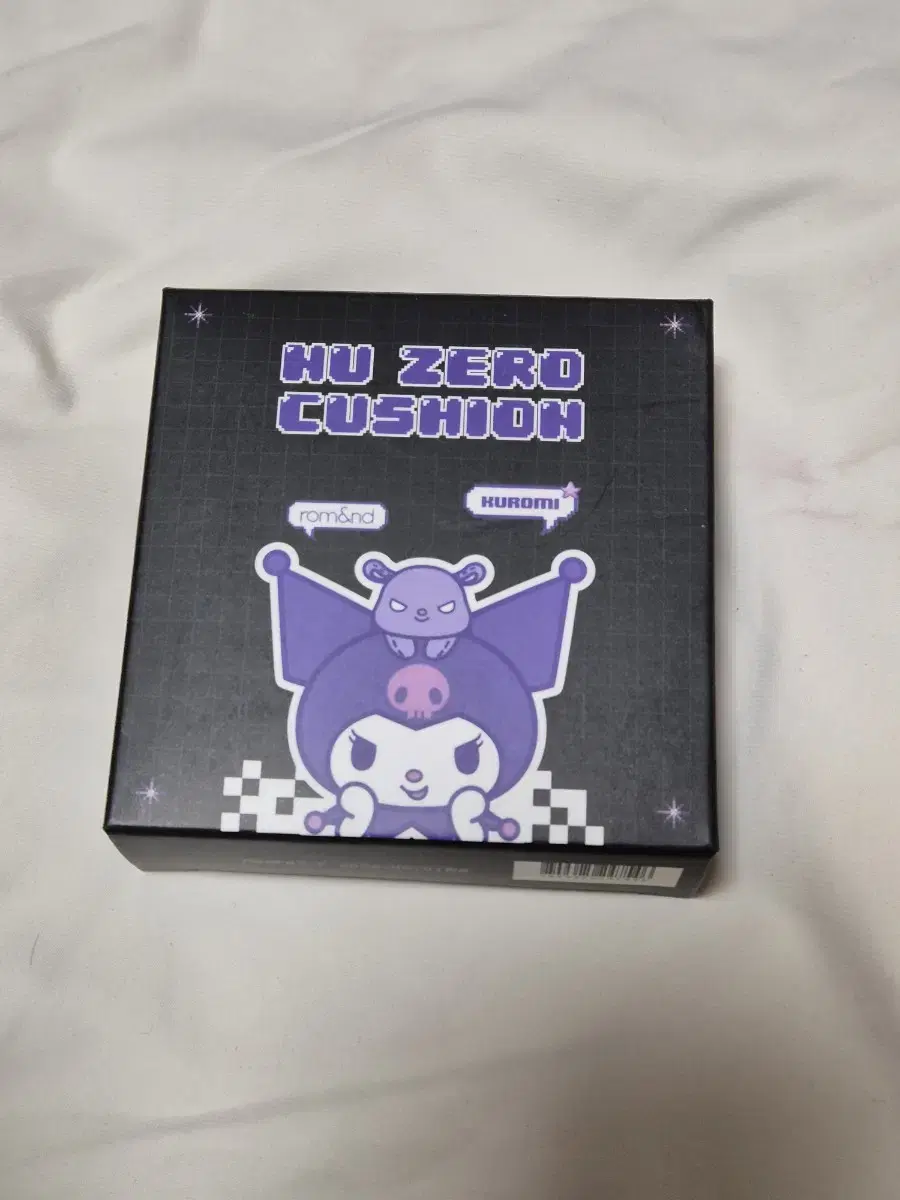 NU ZERO
CUSHION
rom&nd
KUROMI